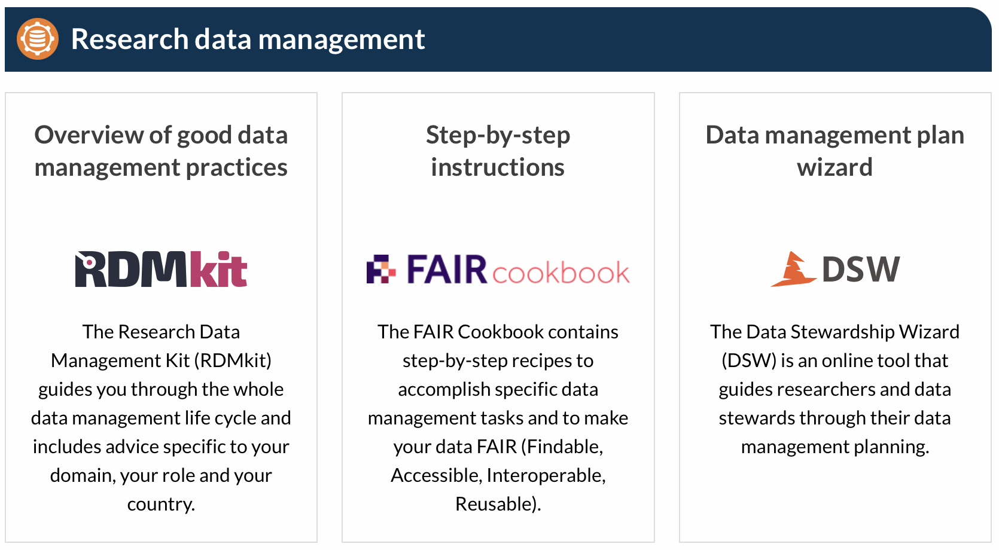 Research data management
Overview of good data
management practices
RDMkit
The Research Data
Management Kit (RDMkit)
guides you through the whole
data management life cycle and
includes advice specific to your
domain, your role and your
country.
Step-by-step
instructions
FAIR cookbook
The FAIR Cookbook contains
step-by-step recipes to
accomplish specific data
management tasks and to make
your data FAIR (Findable,
Accessible, Interoperable,
Reusable).
Data management plan
wizard
DSW
The Data Stewardship Wizard
(DSW) is an online tool that
guides researchers and data
stewards through their data
management planning.